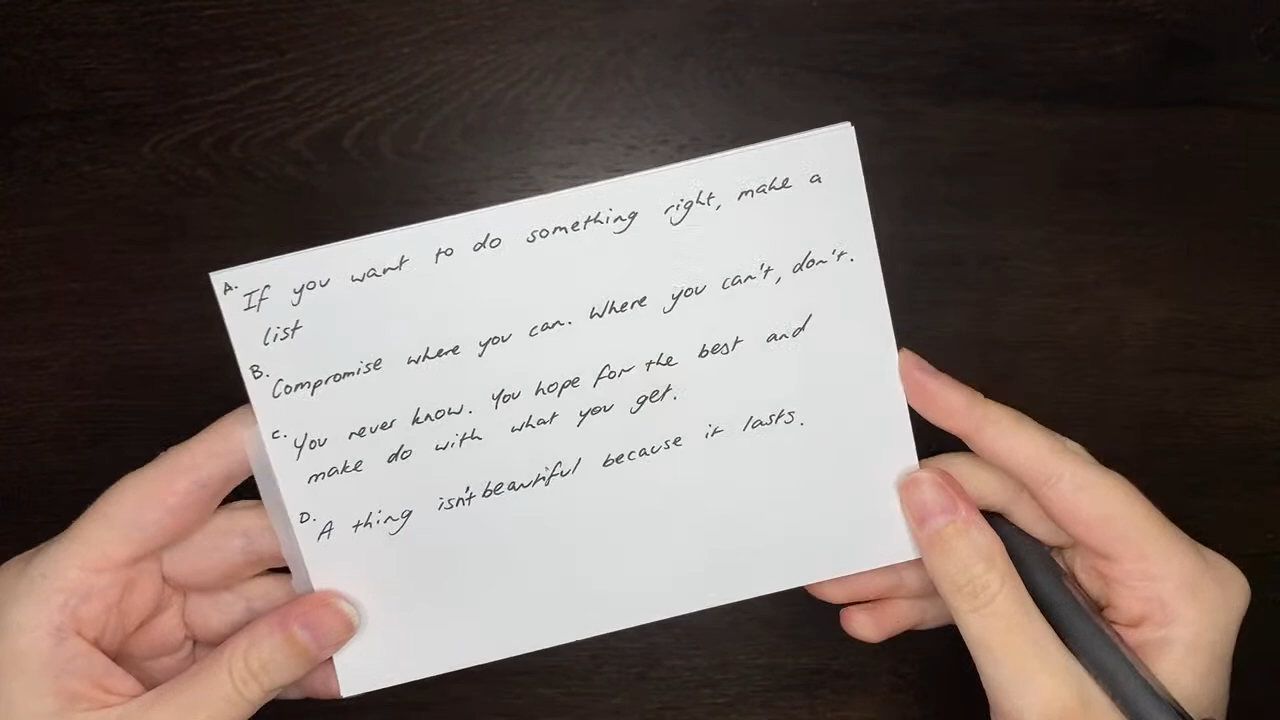 A. If you want to do something right, make a
list
B. Compromise where you can. Where you can't, don't.
C. You never know. You hope for the best and
make do with what you get.
D. A thing isn't beautiful because it lasts.